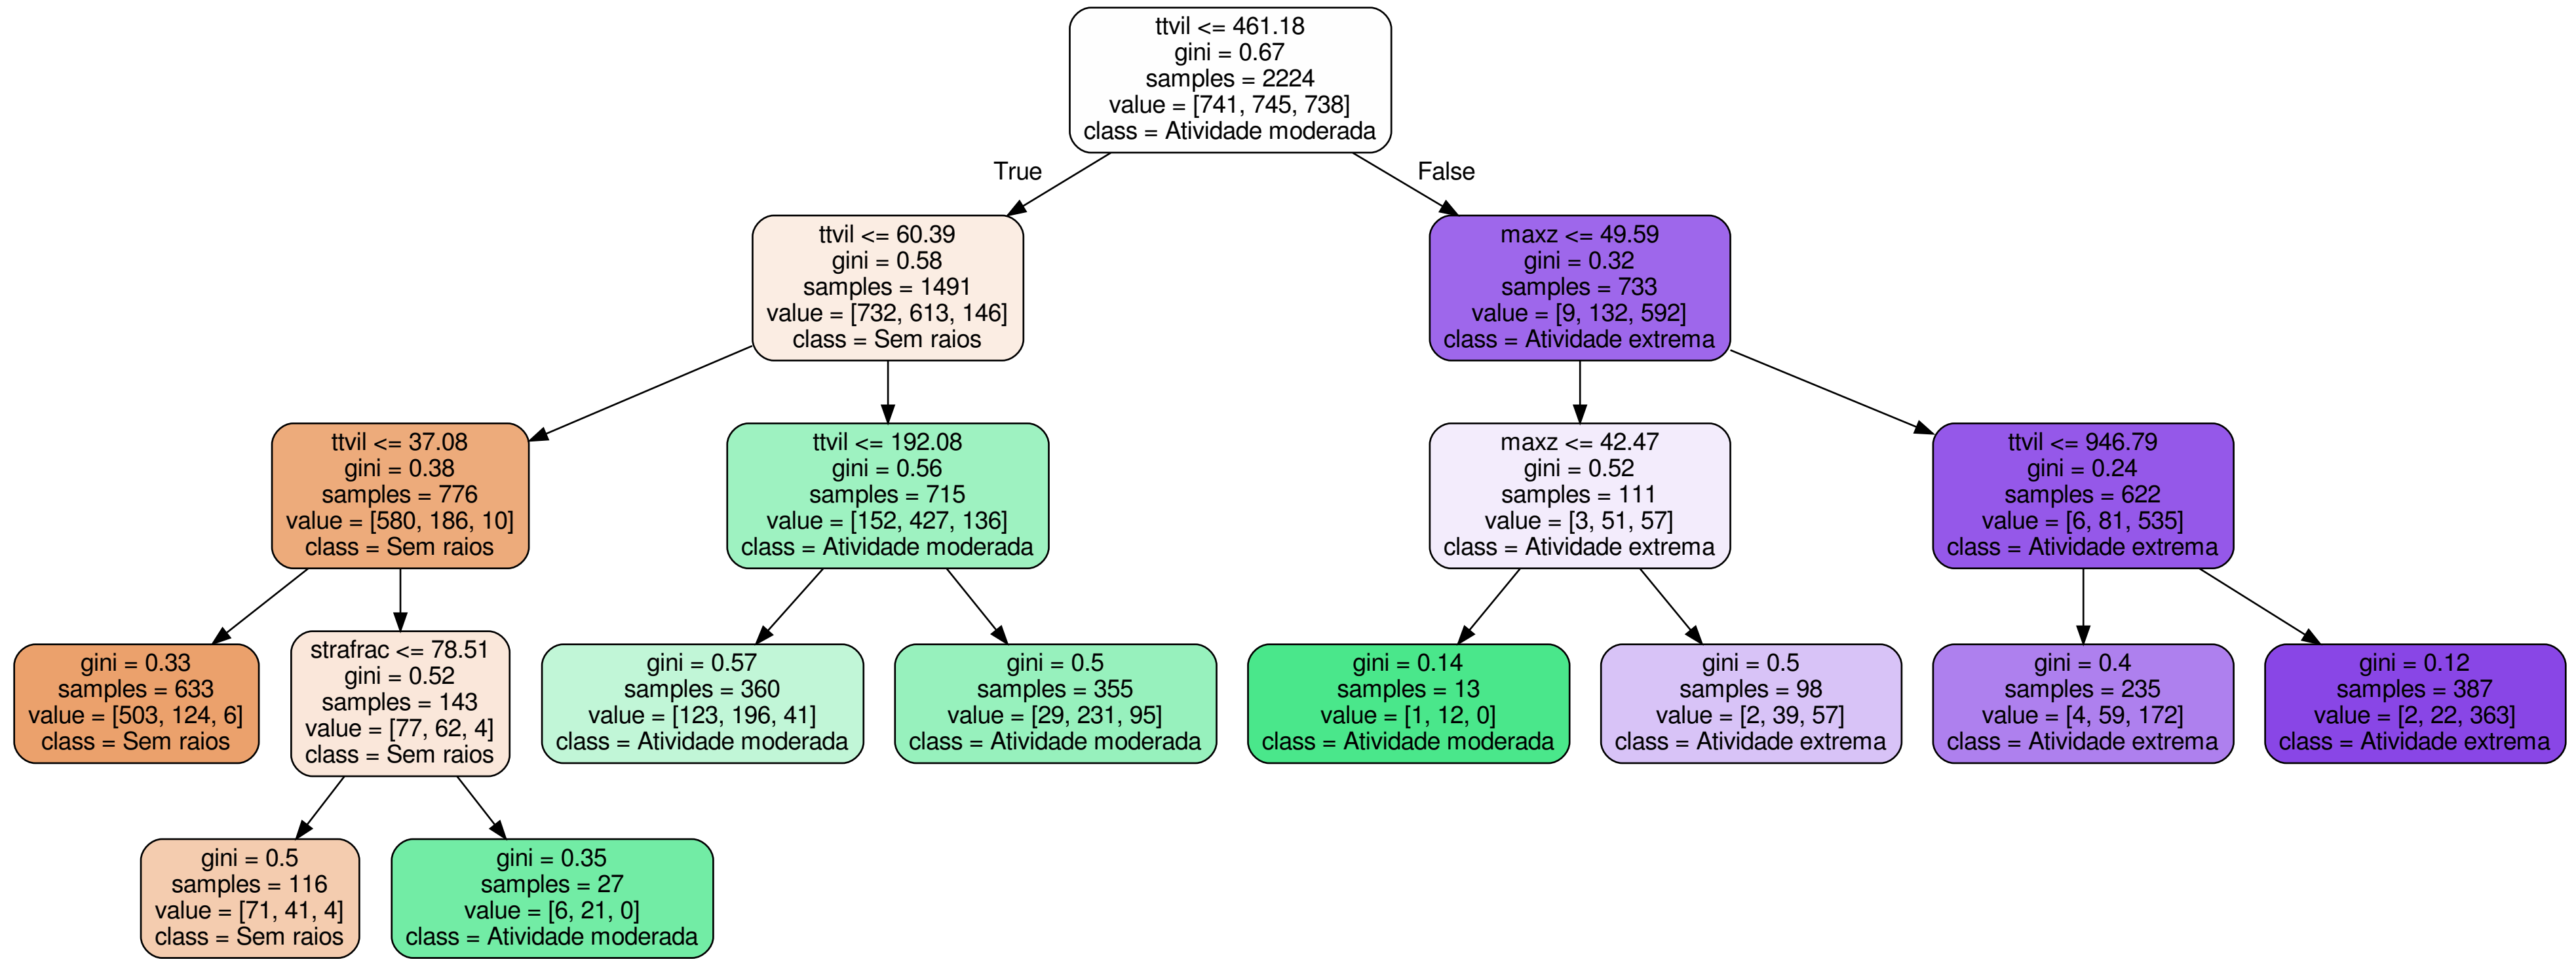 ttvil <= 461.18
gini = 0.67
samples = 2224
value = [741, 745, 738]
class = Atividade moderada
True
False
ttvil <= 60.39
gini = 0.58
samples = 1491
value = [732, 613, 146]
class = Sem raios
maxz <= 49.59
gini = 0.32
samples = 733
value = [9, 132, 592]
class = Atividade extrema
ttvil <= 37.08
gini = 0.38
samples = 776
value = [580, 186, 10]
class = Sem raios
ttvil <= 192.08
gini = 0.56
samples = 715
value = [152, 427, 136]
class = Atividade moderada
maxz <= 42.47
gini = 0.52
samples = 111
value = [3, 51, 57]
class = Atividade extrema
ttvil <= 946.79
gini = 0.24
samples = 622
value = [6, 81, 535]
class = Atividade extrema
gini = 0.33
samples = 633
value = [503, 124, 6]
class = Sem raios
strafrac <= 78.51
gini = 0.52
samples = 143
value = [77, 62, 4]
class = Sem raios
gini = 0.57
samples = 360
value = [123, 196, 41]
class = Atividade moderada
gini = 0.5
samples = 355
value = [29, 231, 95]
class = Atividade moderada
gini = 0.14
samples = 13
value = [1, 12, 0]
class = Atividade moderada
gini = 0.5
samples = 98
value = [2, 39, 57]
class = Atividade extrema
gini = 0.4
samples = 235
value = [4, 59, 172]
class = Atividade extrema
gini = 0.12
samples = 387
value = [2, 22, 363]
class = Atividade extrema
gini = 0.5
samples = 116
value = [71, 41, 4]
class = Sem raios
gini = 0.35
samples = 27
value = [6, 21, 0]
class = Atividade moderada